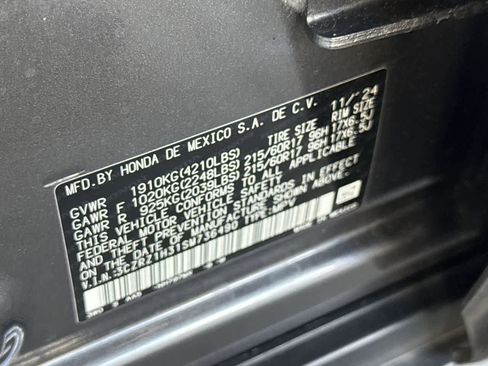 MFD.BY HONDA DE MEXICO S.A. DE C.V. 11/24
GVWR 1910KG(4210LBS) TIRE SIZE RIM SIZE
GAWR F 1020KG(2248LBS) 215/60R17 96H 17X6.5J
GAWR R 925KG(2039LBS) 215/60R17 96H 17X6.5J
THIS VEHICLE CONFORMS TO ALL APPLICABLE
FEDERAL MOTOR VEHICLE SAFETY, BUMPER,
AND THEFT PREVENTION STANDARDS IN EFFECT
ON THE DATE OF MANUFACTURE SHOWN ABOVE.
V.I.N.:3CZRZ1H31SM736490 TYPE:MPV